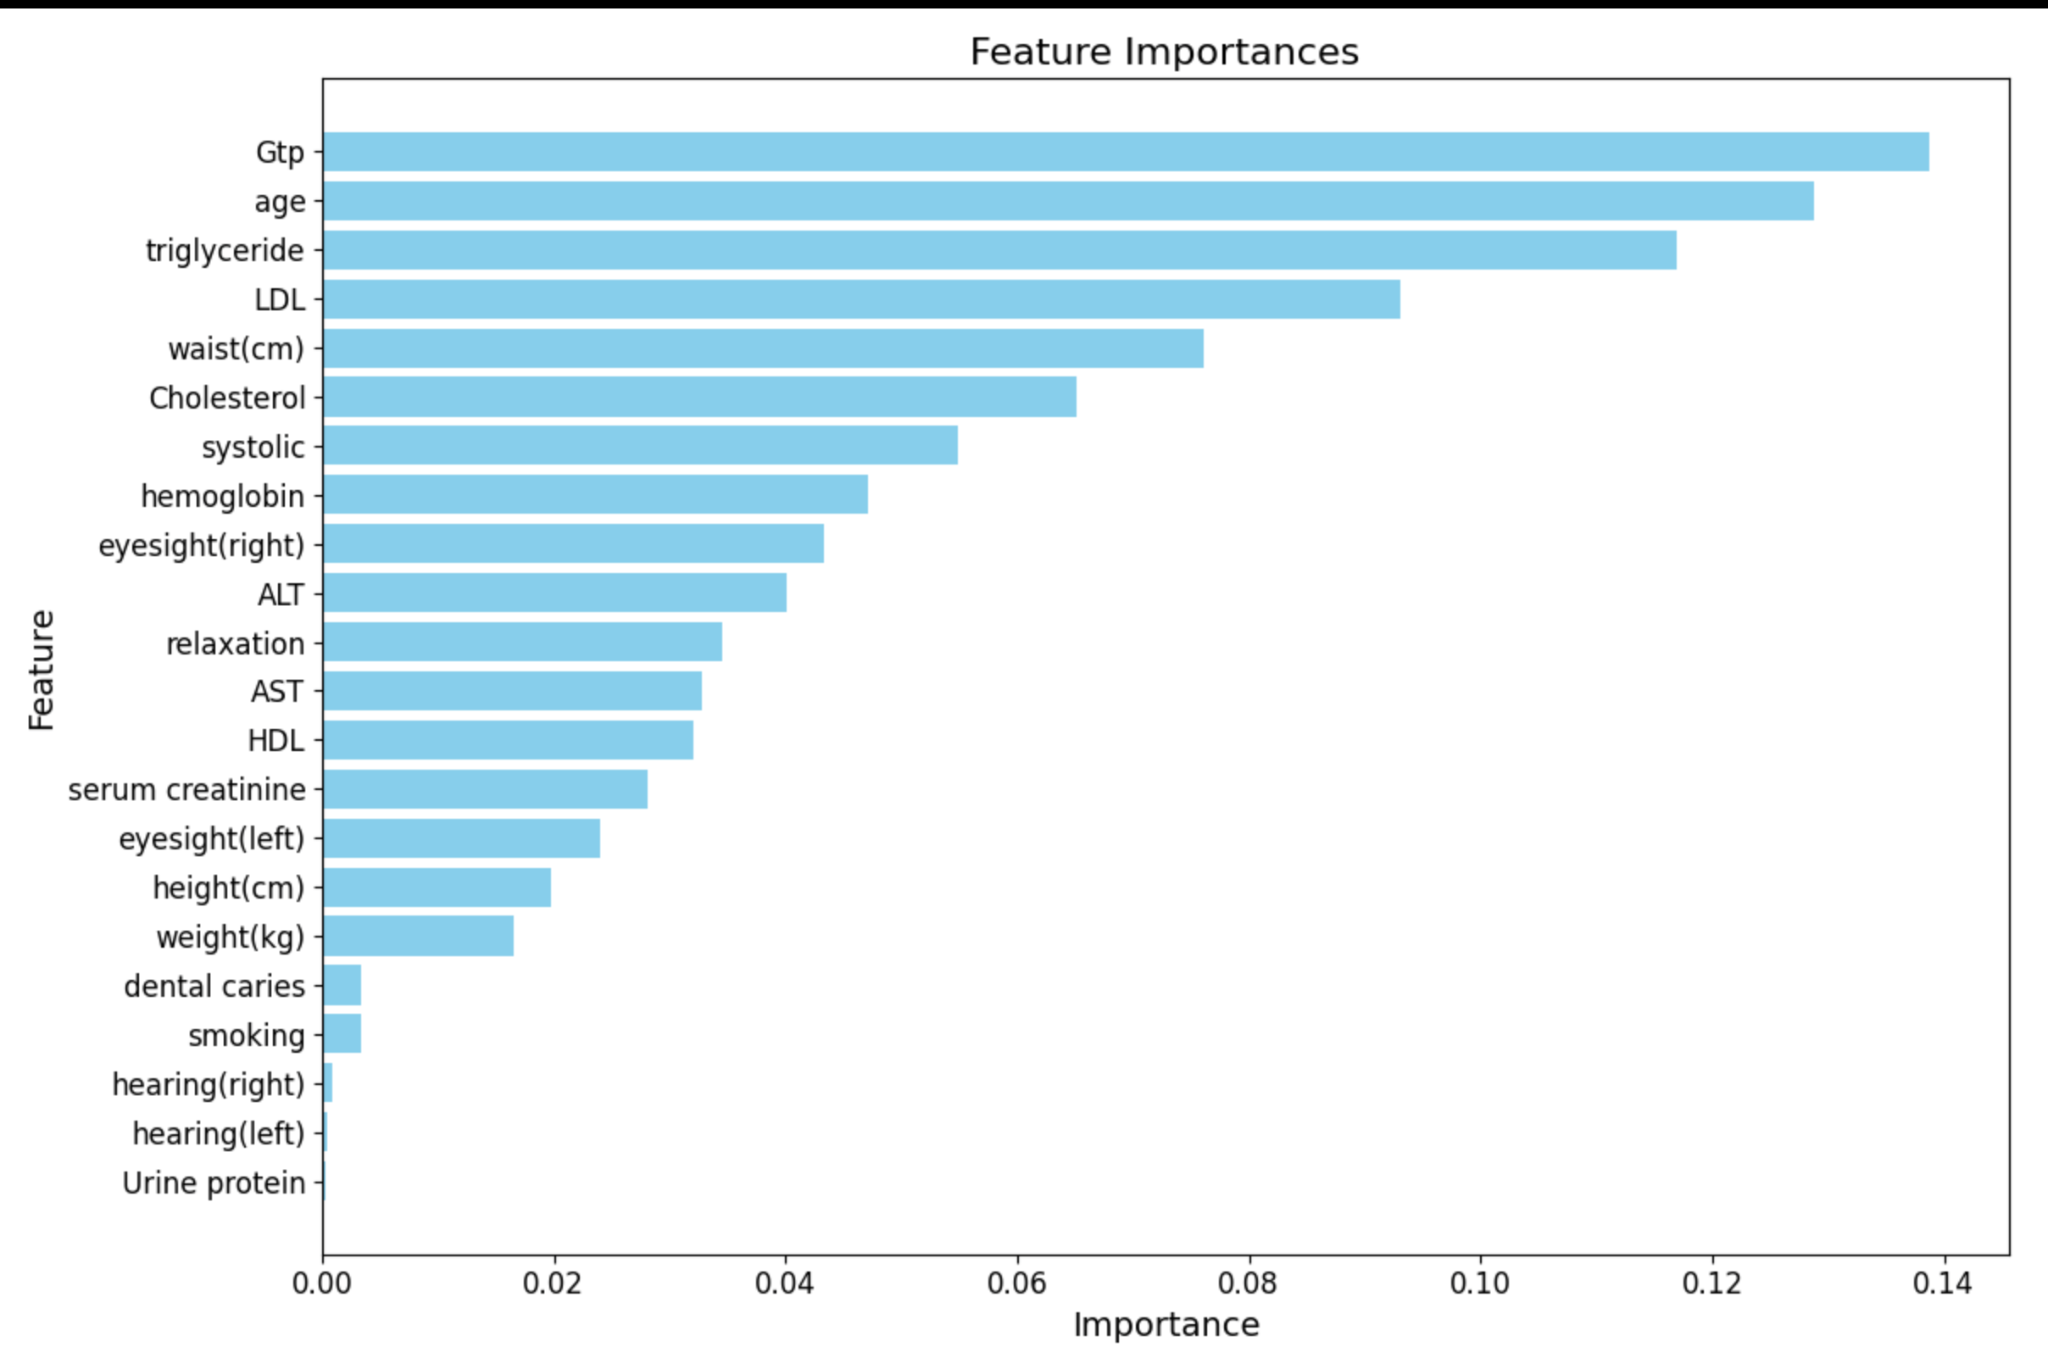 Feature Importances
Gtp
age
triglyceride
LDL
waist(cm)
Cholesterol
systolic
hemoglobin
eyesight(right)
ALT
relaxation
AST
HDL
serum creatinine
eyesight(left)
height(cm)
weight(kg)
dental caries
smoking
hearing(right)
hearing(left)
Urine protein
Feature
0.00 0.02 0.04 0.06 0.08 0.10 0.12 0.14
Importance